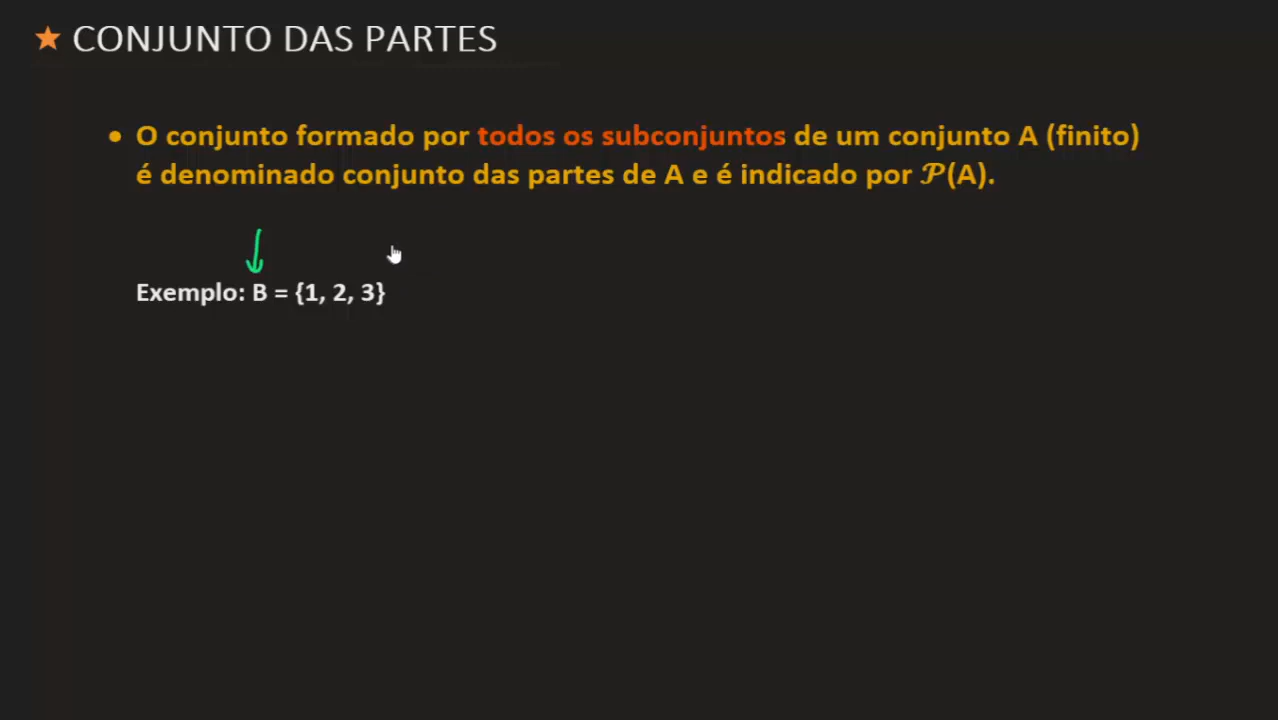 CONJUNTO DAS PARTES
• O conjunto formado por todos os subconjuntos de um conjunto A (finito)
é denominado conjunto das partes de A e é indicado por 𝒫(A).
Exemplo: B = {1, 2, 3}